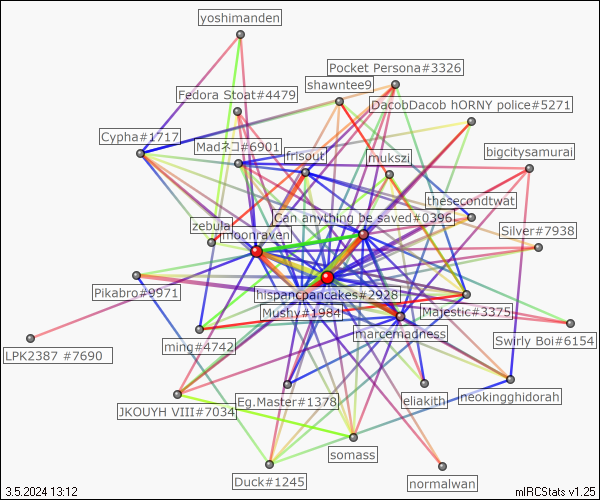 yoshimanden
Pocket Persona#3326
shawntee9
Fedora Stoat#4479
DacobDacob hORNY police#5271
Cypha#1717
Madネコ#6901
frisout
mukszi
bigcitysamurai
thesecondtwat
Can anything be saved#0396
zebula
moonraven
Silver#7938
Pikabro#9971
hispancpancakes#2928
Mushy#1984
Majestic#3375
marcemadness
ming#4742
Swirly Boi#6154
LPK2387 #7690
neokingghidorah
JKOUYH VIII#7034
Eg.Master#1378
eliakith
somass
Duck#1245
normalwan
3.5.2024 13:12
mIRCStats v1.25